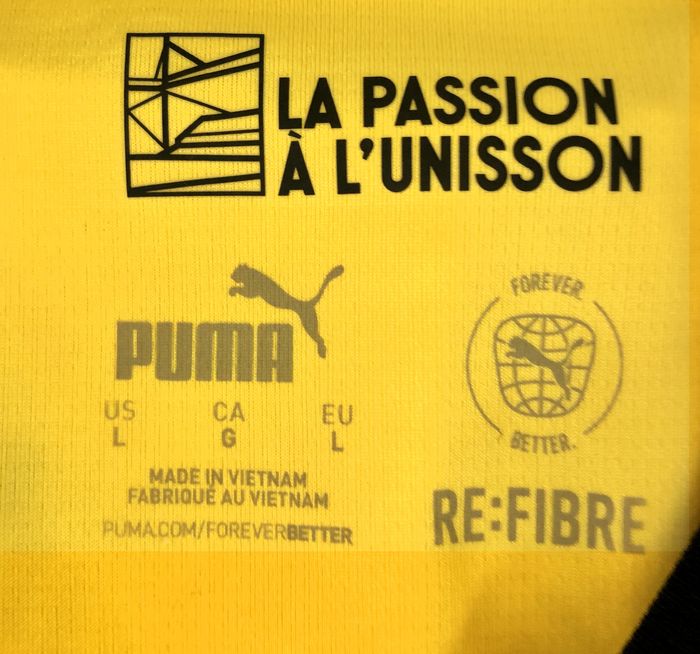 LA PASSION
À L'UNISSON
PUMA
US CA EU
L G L
MADE IN VIETNAM
FABRIQUÉ AU VIETNAM
PUMA.COM/FOREVERBETTER
FOREVER.
BETTER.
RE:FIBRE